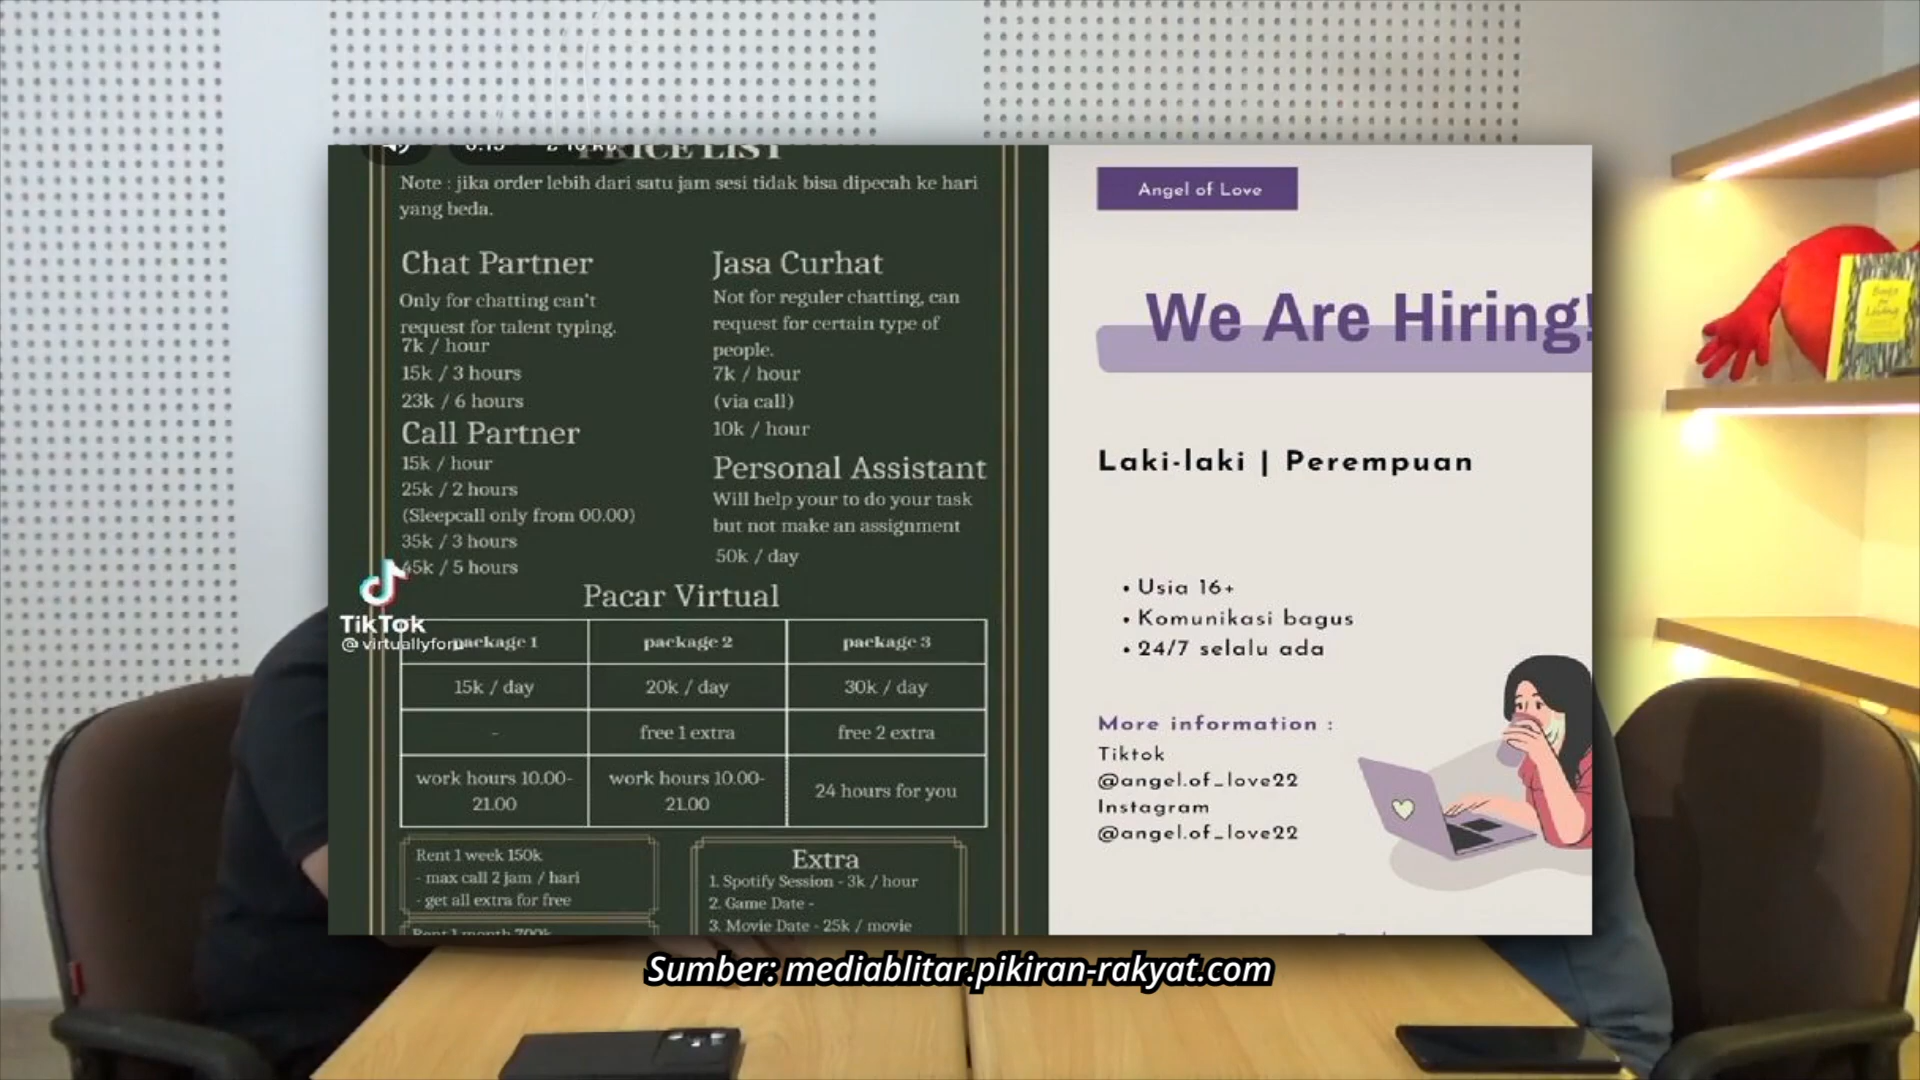 PRICE LIST
Note : jika order lebih dari satu jam sesi tidak bisa dipecah ke hari
yang beda.
Chat Partner
Only for chatting can't
request for talent typing.
7k / hour
15k / 3 hours
23k / 6 hours
Call Partner
15k / hour
25k / 2 hours
(Sleepcall only from 00.00)
35k / 3 hours
45k / 5 hours
Jasa Curhat
Not for reguler chatting, can
request for certain type of
people.
7k / hour
(via call)
10k / hour
Personal Assistant
Will help your to do your task
but not make an assignment
50k / day
TikTok
@virtuallyforu
Pacar Virtual
package 1 package 2 package 3
15k / day 20k / day 30k / day
- free 1 extra free 2 extra
work hours 10.00-
21.00
work hours 10.00-
21.00
24 hours for you
Rent 1 week 150k
- max call 2 jam / hari
- get all extra for free
Rent 1 month 700k
Extra
1. Spotify Session - 3k / hour
2. Game Date -
3. Movie Date - 25k / movie
Angel of Love
We Are Hiring!
Laki-laki | Perempuan
• Usia 16+
• Komunikasi bagus
• 24/7 selalu ada
More information :
Tiktok
@angel.of_love22
Instagram
@angel.of_love22
Sumber: mediablitar.pikiran-rakyat.com